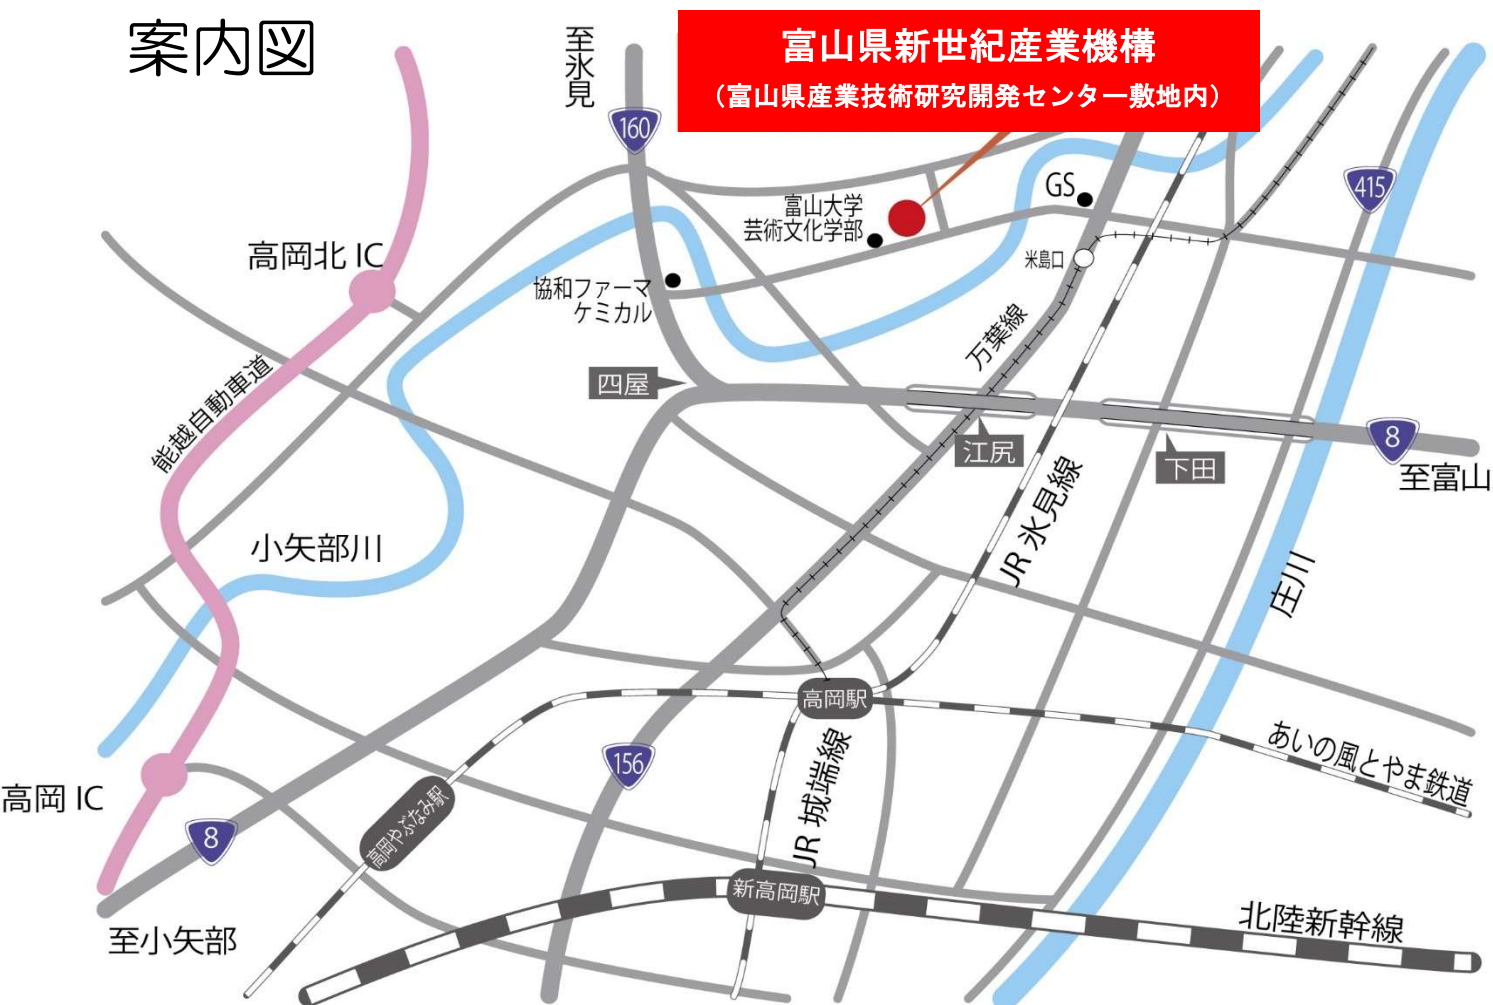 案内図
至氷見
富山県新世紀産業機構
（富山県産業技術研究開発センター敷地内）
160
415
GS
富山大学
芸術文化学部
高岡北 IC
米島口
協和ファーマ
ケミカル
万葉線
能越自動車道
四屋
江尻
下田
8
至富山
JR 氷見線
小矢部川
庄川
高岡駅
あいの風とやま鉄道
156
JR 城端線
高岡 IC
8
高岡やぶなみ駅
新高岡駅
北陸新幹線
至小矢部